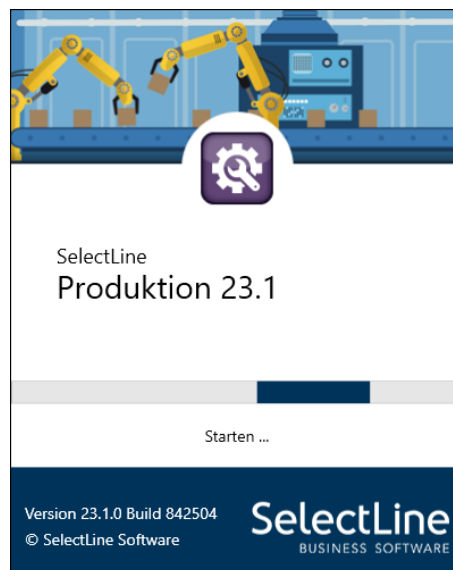 SelectLine
Produktion 23.1
Starten ...
Version 23.1.0 Build 842504
© SelectLine Software
SelectLine
BUSINESS SOFTWARE